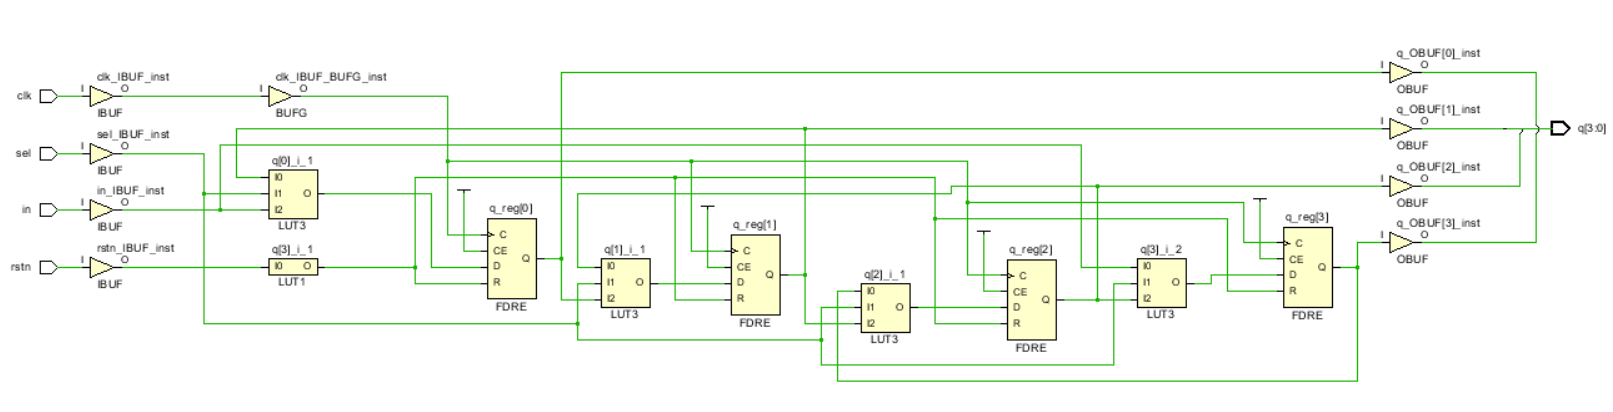 clk
clk_IBUF_inst
I
O
IBUF
clk_IBUF_BUFG_inst
I
O
BUFG
sel
sel_IBUF_inst
I
O
IBUF
in
in_IBUF_inst
I
O
IBUF
rstn
rstn_IBUF_inst
I
O
IBUF
q[0]_i_1
I0
I1
O
I2
LUT3
q[3]_i_1
I0
O
LUT1
q_reg[0]
C
CE
D
Q
R
FDRE
q[1]_i_1
I0
I1
O
I2
LUT3
q_reg[1]
C
CE
D
Q
R
FDRE
q[2]_i_1
I0
I1
O
I2
LUT3
q_reg[2]
C
CE
D
Q
R
FDRE
q[3]_i_2
I0
I1
O
I2
LUT3
q_reg[3]
C
CE
D
Q
R
FDRE
q_OBUF[0]_inst
I
O
OBUF
q_OBUF[1]_inst
I
O
OBUF
q_OBUF[2]_inst
I
O
OBUF
q_OBUF[3]_inst
I
O
OBUF
q[3:0]